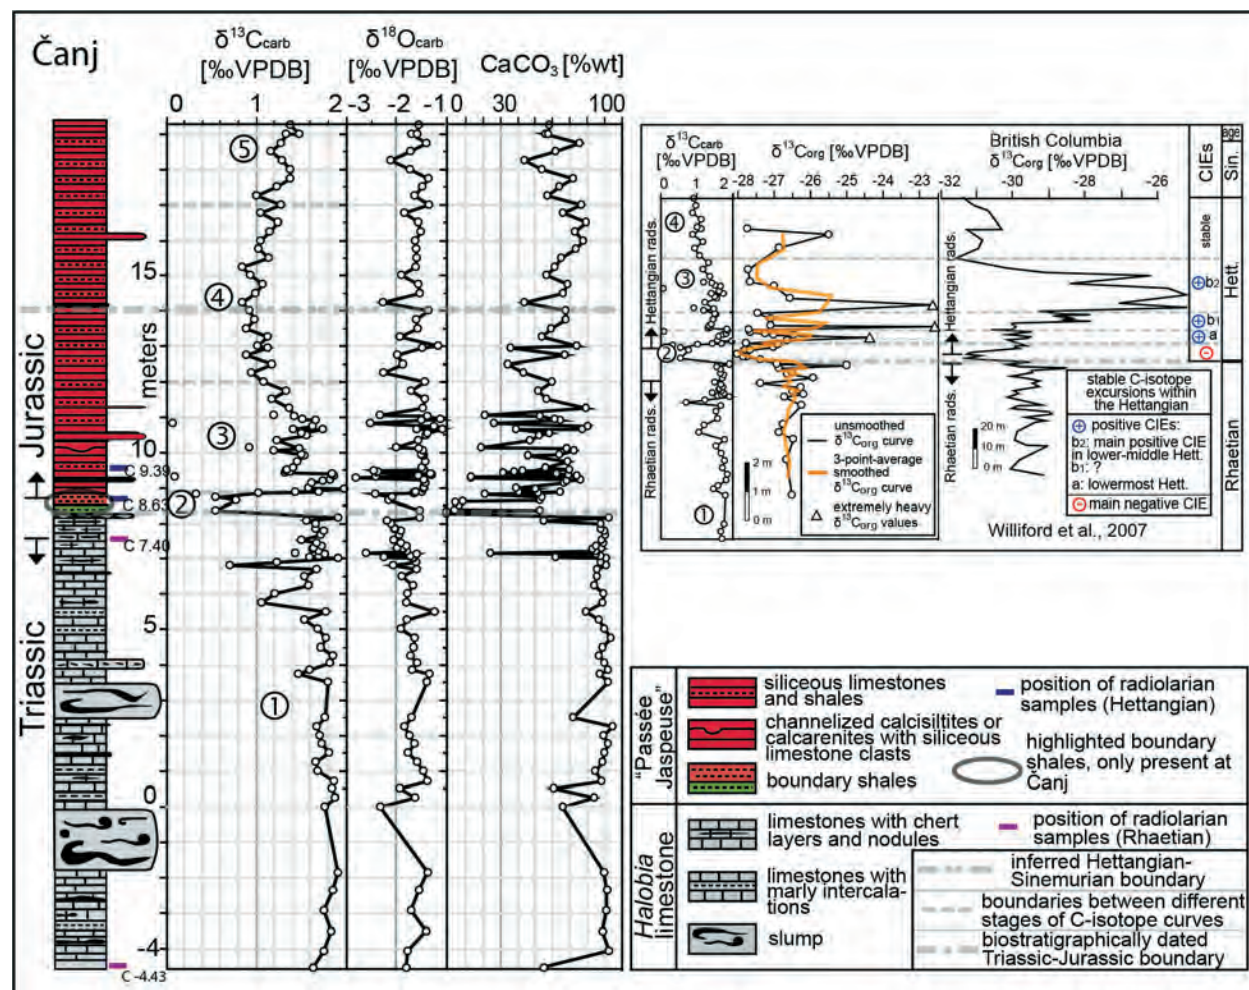 Čanj
δ13Ccarb
[‰VPDB]
δ18Ocarb
[‰VPDB]
CaCO3 [%wt]
0 1 2 -3 -2 -1 0 30 100
5
15
4
meters
Jurassic
10
3
C 9.39
C 8.63
2
C 7.40
Triassic
5
1
0
-4
C -4.43
δ13Ccarb
[‰VPDB]
0 1 2
δ13Corg [‰VPDB]
-28 -27 -26 -25 -23
British Columbia
δ13Corg [‰VPDB]
-32 -30 -28 -26
CIEs
age
Sin.
Hett.
Rhaetian
stable
b2
b1
a
4
3
2
1
Hettangian rads.
Rhaetian rads.
Hettangian rads.
Rhaetian rads.
2 m
1 m
0 m
unsmoothed
δ13Corg curve
3-point-average
smoothed
δ13Corg curve
extremely heavy
δ13Corg values
20 m
10 m
0 m
stable C-isotope
excursions within
the Hettangian
positive CIEs:
b2: main positive CIE
in lower-middle Hett.
b1: ?
a: lowermost Hett.
main negative CIE
Williford et al., 2007
"Passée
Jaspeuse"
siliceous limestones
and shales
channelized calcisiltites or
calcarenites with siliceous
limestone clasts
boundary shales
position of radiolarian
samples (Hettangian)
highlighted boundary
shales, only present at
Čanj
Halobia
limestone
limestones with chert
layers and nodules
limestones with
marly intercala-
tions
slump
position of radiolarian
samples (Rhaetian)
inferred Hettangian-
Sinemurian boundary
boundaries between different
stages of C-isotope curves
biostratigraphically dated
Triassic-Jurassic boundary